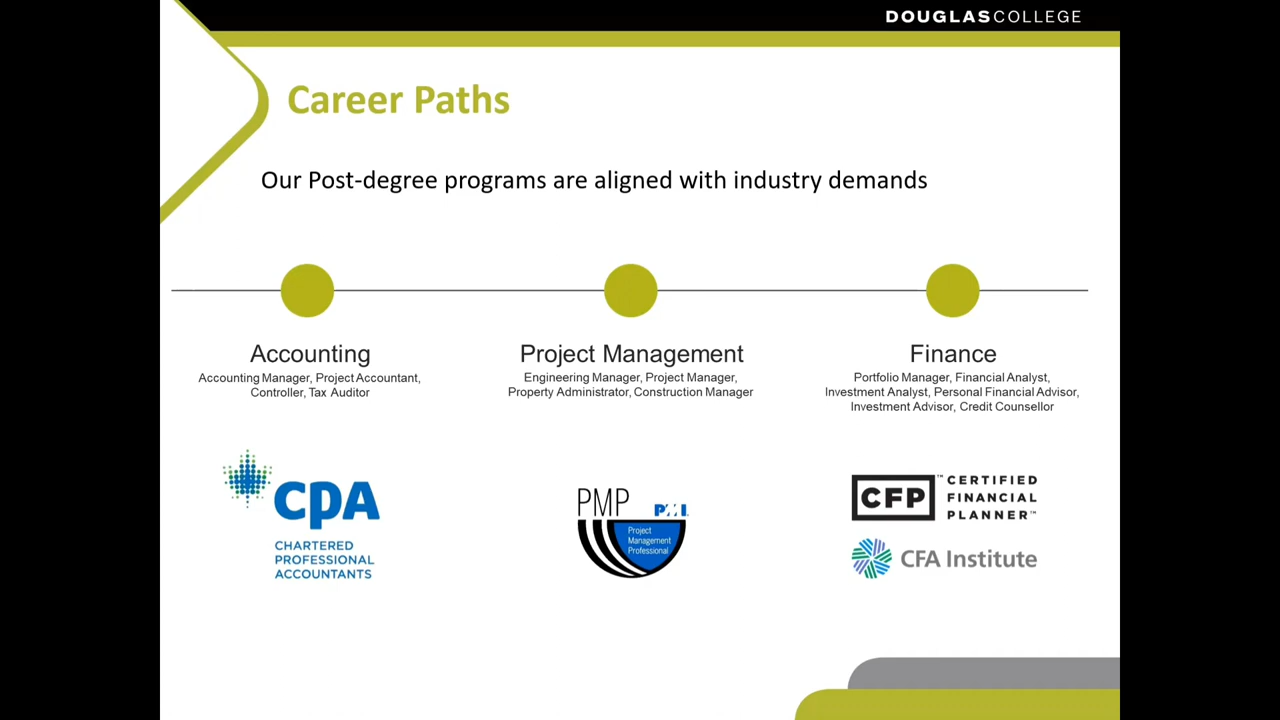 DOUGLASCOLLEGE
Career Paths
Our Post-degree programs are aligned with industry demands
Accounting
Accounting Manager, Project Accountant,
Controller, Tax Auditor
Project Management
Engineering Manager, Project Manager,
Property Administrator, Construction Manager
Finance
Portfolio Manager, Financial Analyst,
Investment Analyst, Personal Financial Advisor,
Investment Advisor, Credit Counsellor
CPA
CHARTERED
PROFESSIONAL
ACCOUNTANTS
PMP
PMI
Project
Management
Professional
CFP™
CERTIFIED
FINANCIAL
PLANNER™
CFA Institute